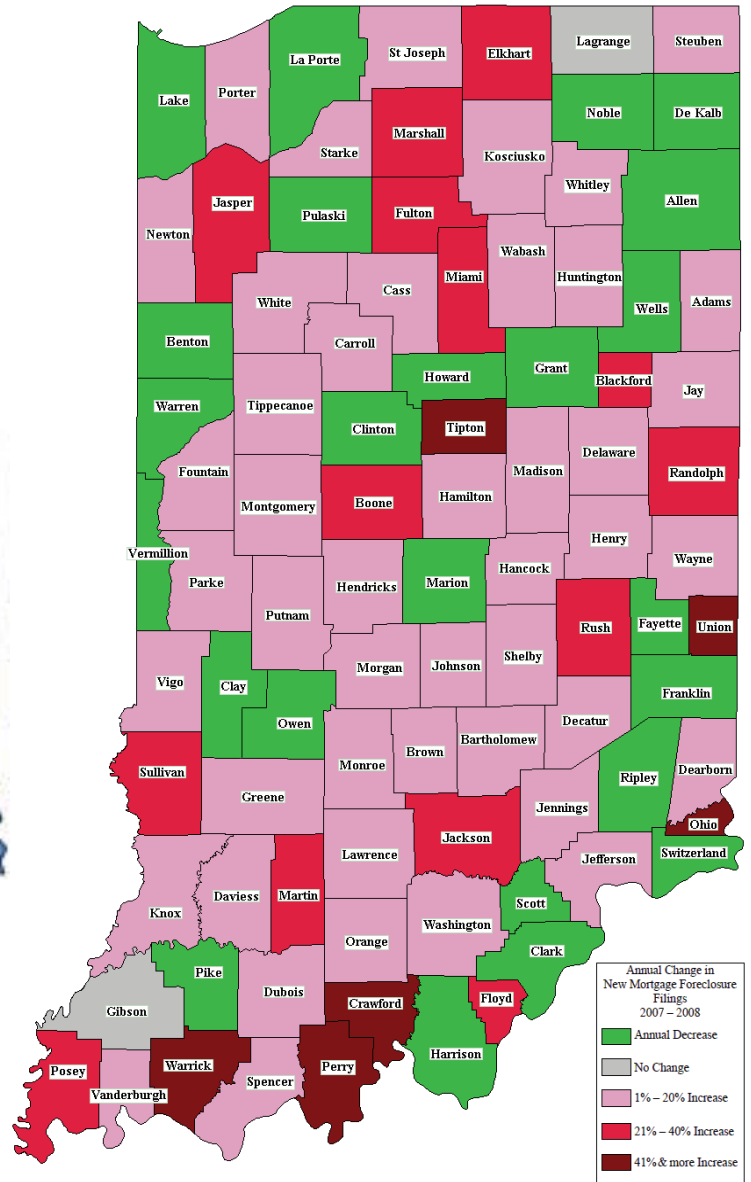 St Joseph
Elkhart
Lagrange
Steuben
La Porte
Lake
Porter
Noble
De Kalb
Marshall
Starke
Kosciusko
Whitley
Allen
Jasper
Pulaski
Fulton
Newton
Wabash
Miami
Huntington
White
Cass
Wells
Adams
Benton
Carroll
Howard
Grant
Blackford
Jay
Warren
Tippecanoe
Clinton
Tipton
Delaware
Fountain
Madison
Randolph
Montgomery
Boone
Hamilton
Henry
Vermillion
Wayne
Parke
Hendricks
Marion
Hancock
Putnam
Rush
Fayette
Union
Vigo
Clay
Morgan
Johnson
Shelby
Franklin
Owen
Decatur
Sullivan
Monroe
Brown
Bartholomew
Ripley
Dearborn
Greene
Jennings
Ohio
Jackson
Lawrence
Jefferson
Switzerland
Knox
Daviess
Martin
Washington
Scott
Orange
Clark
Pike
Dubois
Gibson
Crawford
Floyd
Harrison
Posey
Warrick
Perry
Vanderburgh
Spencer
Annual Change in
New Mortgage Foreclosure
Filings
2007 – 2008
Annual Decrease
No Change
1% – 20% Increase
21% – 40% Increase
41% & more Increase